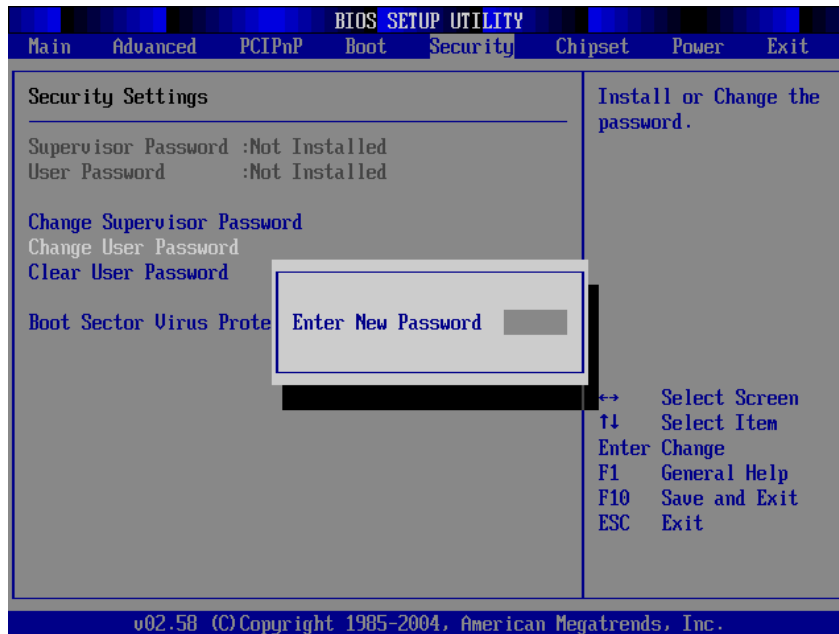 BIOS SETUP UTILITY
Main Advanced PCIPnP Boot Security Chipset Power Exit
Security Settings
Supervisor Password :Not Installed
User Password :Not Installed
Change Supervisor Password
Change User Password
Clear User Password
Boot Sector Virus Prote
Enter New Password
Install or Change the
password.
↔ Select Screen
↑↓ Select Item
Enter Change
F1 General Help
F10 Save and Exit
ESC Exit
v02.58 (C)Copyright 1985-2004, American Megatrends, Inc.